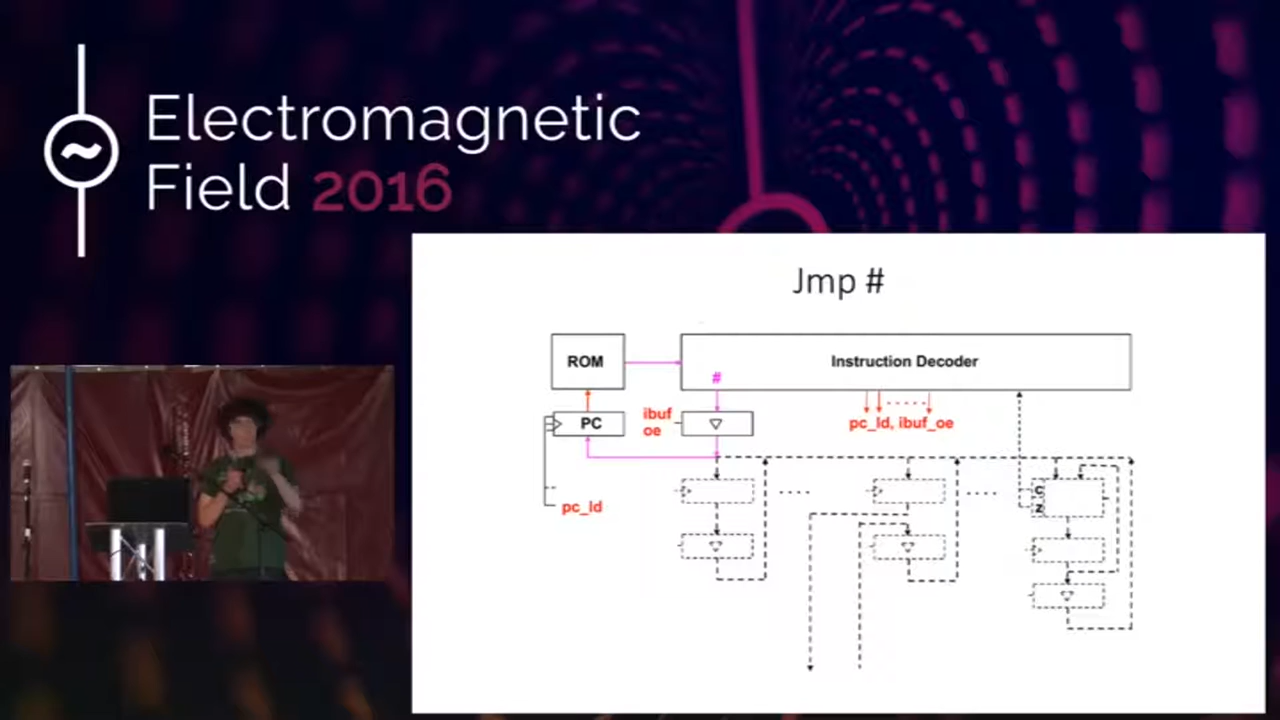 Electromagnetic
Field 2016
Jmp #
ROM
Instruction Decoder
#
PC
ibuf
oe
pc_ld, ibuf_oe
pc_ld
C
Z